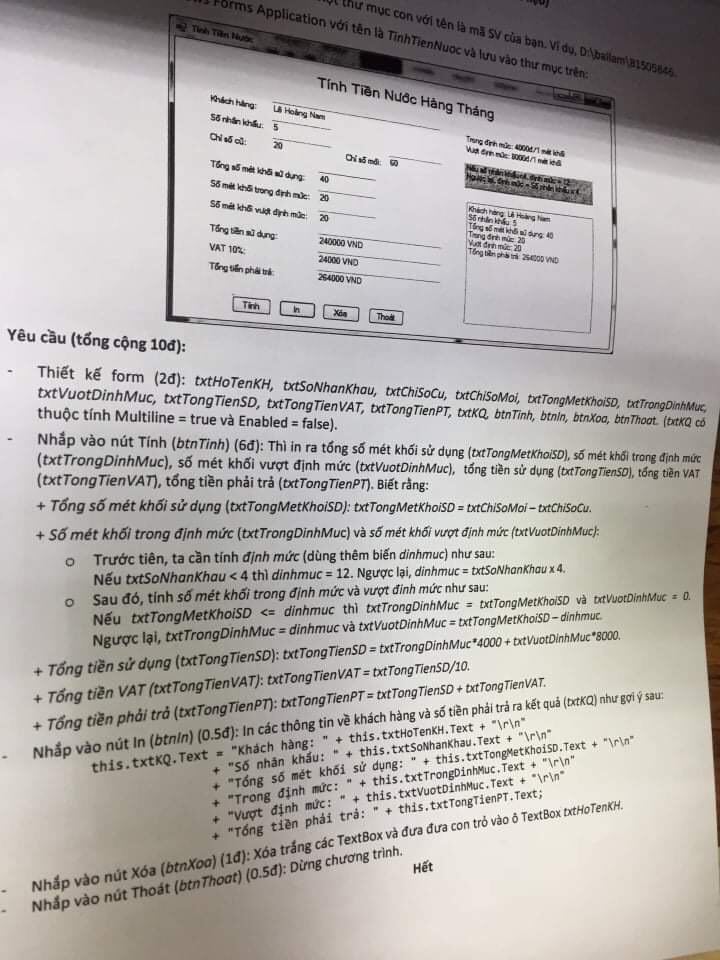 thư mục con với tên là mã SV của bạn. Ví dụ, D:\bailam\81505646.
Forms Application với tên là TinhTienNuoc và lưu vào thư mục trên:
Tính Tiền Nước
Tính Tiền Nước Hàng Tháng
Khách hàng: Lê Hoàng Nam
Số nhân khẩu: 5
Chỉ số cũ: 20
Chỉ số mới: 60
Tổng số mét khối sử dụng: 40
Số mét khối trong định mức: 20
Số mét khối vượt định mức: 20
Tổng tiền sử dụng: 240000 VND
VAT 10%: 24000 VND
Tổng tiền phải trả: 264000 VND
Trong định mức: 4000đ/1 mét khối
Vượt định mức: 8000đ/1 mét khối
Nếu số nhân khẩu<4, định mức = 12
Ngược lại, định mức = Số nhân khẩu x 4
Khách hàng: Lê Hoàng Nam
Số nhân khẩu: 5
Tổng số mét khối sử dụng: 40
Trong định mức: 20
Vượt định mức: 20
Tổng tiền phải trả: 264000 VND
Tính In Xóa Thoát
Yêu cầu (tổng cộng 10đ):
- Thiết kế form (2đ): txtHoTenKH, txtSoNhanKhau, txtChiSoCu, txtChiSoMoi, txtTongMetKhoiSD, txtTrongDinhMuc,
txtVuotDinhMuc, txtTongTienSD, txtTongTienVAT, txtTongTienPT, txtKQ, btnTinh, btnIn, btnXoa, btnThoat. (txtKQ có
thuộc tính Multiline = true và Enabled = false).
- Nhắp vào nút Tính (btnTinh) (6đ): Thì in ra tổng số mét khối sử dụng (txtTongMetKhoiSD), số mét khối trong định mức
(txtTrongDinhMuc), số mét khối vượt định mức (txtVuotDinhMuc), tổng tiền sử dụng (txtTongTienSD), tổng tiền VAT
(txtTongTienVAT), tổng tiền phải trả (txtTongTienPT). Biết rằng:
+ Tổng số mét khối sử dụng (txtTongMetKhoiSD): txtTongMetKhoiSD = txtChiSoMoi – txtChiSoCu.
+ Số mét khối trong định mức (txtTrongDinhMuc) và số mét khối vượt định mức (txtVuotDinhMuc):
o Trước tiên, ta cần tính định mức (dùng thêm biến dinhmuc) như sau:
Nếu txtSoNhanKhau < 4 thì dinhmuc = 12. Ngược lại, dinhmuc = txtSoNhanKhau x 4.
o Sau đó, tính số mét khối trong định mức và vượt định mức như sau:
Nếu txtTongMetKhoiSD <= dinhmuc thì txtTrongDinhMuc = txtTongMetKhoiSD và txtVuotDinhMuc = 0.
Ngược lại, txtTrongDinhMuc = dinhmuc và txtVuotDinhMuc = txtTongMetKhoiSD – dinhmuc.
+ Tổng tiền sử dụng (txtTongTienSD): txtTongTienSD = txtTrongDinhMuc*4000 + txtVuotDinhMuc*8000.
+ Tổng tiền VAT (txtTongTienVAT): txtTongTienVAT = txtTongTienSD/10.
+ Tổng tiền phải trả (txtTongTienPT): txtTongTienPT = txtTongTienSD + txtTongTienVAT.
- Nhắp vào nút In (btnIn) (0.5đ): In các thông tin về khách hàng và số tiền phải trả ra kết quả (txtKQ) như gợi ý sau:
this.txtKQ.Text = "Khách hàng: " + this.txtHoTenKH.Text + "\r\n"
+ "Số nhân khẩu: " + this.txtSoNhanKhau.Text + "\r\n"
+ "Tổng số mét khối sử dụng: " + this.txtTongMetKhoiSD.Text + "\r\n"
+ "Trong định mức: " + this.txtTrongDinhMuc.Text + "\r\n"
+ "Vượt định mức: " + this.txtVuotDinhMuc.Text + "\r\n"
+ "Tổng tiền phải trả: " + this.txtTongTienPT.Text;
- Nhắp vào nút Xóa (btnXoa) (1đ): Xóa trắng các TextBox và đưa đưa con trỏ vào ô TextBox txtHoTenKH.
- Nhắp vào nút Thoát (btnThoat) (0.5đ): Dừng chương trình.
Hết